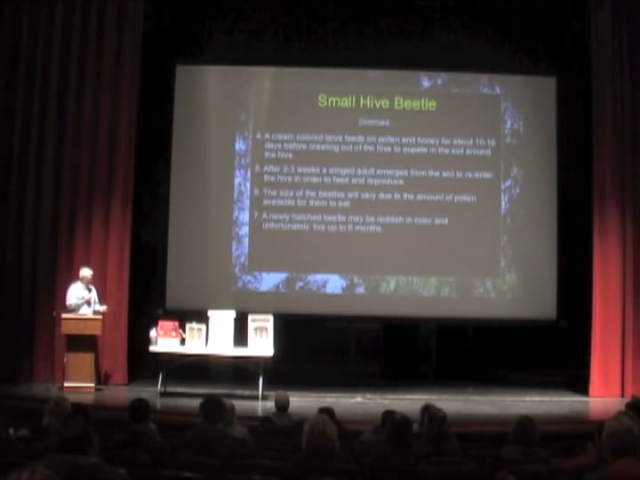 Small Hive Beetle
Continued...
4. A cream colored larva feeds on pollen and honey for about 10-16
days before crawling out of the hive to pupate in the soil around
the hive.
5. After 2-3 weeks a winged adult emerges from the soil to re-enter
the hive in order to feed and reproduce.
6. The size of the beetles will vary due to the amount of pollen
available for them to eat.
7. A newly hatched beetle may be reddish in color and
unfortunately, live up to 6 months.